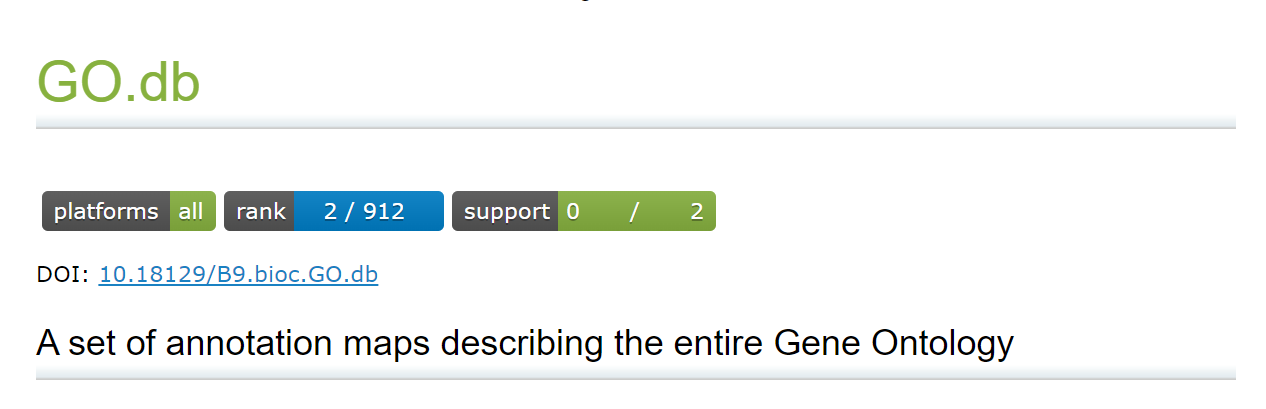 GO.db
platforms all rank 2 / 912 support 0 / 2
DOI: 10.18129/B9.bioc.GO.db
A set of annotation maps describing the entire Gene Ontology